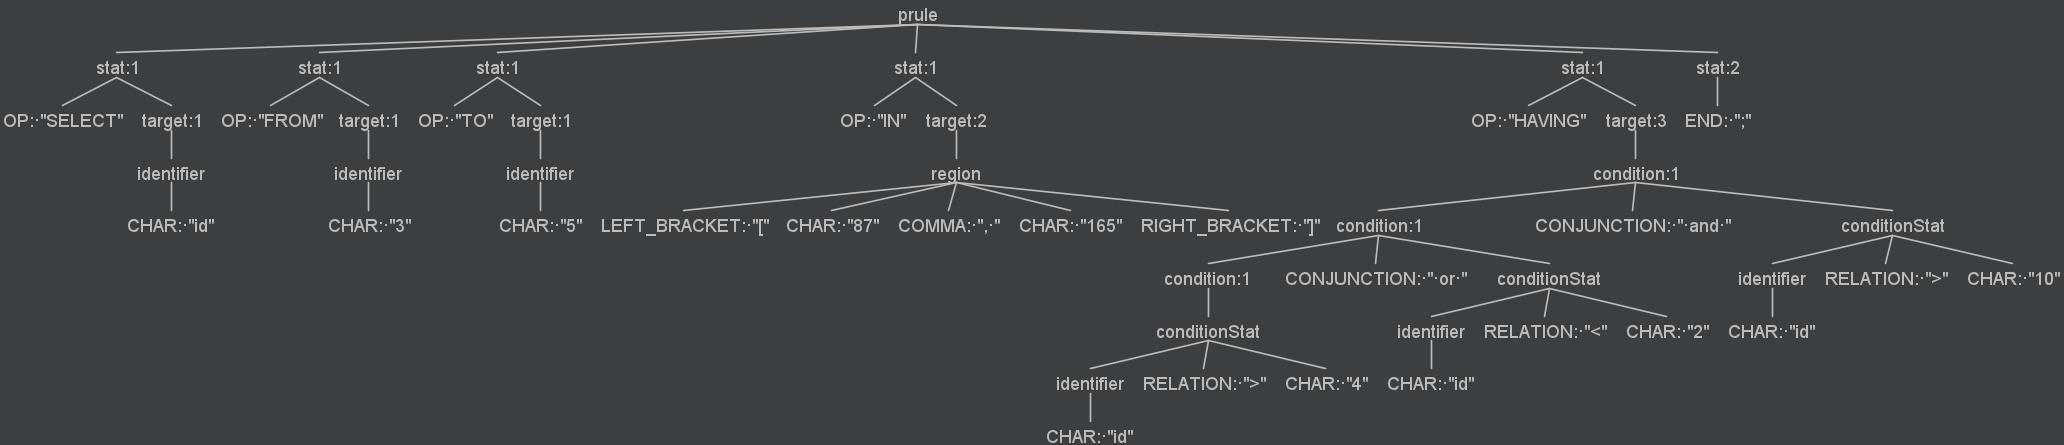 prule
stat:1 stat:1 stat:1 stat:1 stat:1 stat:2
OP:·"SELECT" target:1 OP:·"FROM" target:1 OP:·"TO" target:1 OP:·"IN" target:2 OP:·"HAVING" target:3 END:·";"
identifier identifier identifier region condition:1
CHAR:·"id" CHAR:·"3" CHAR:·"5" LEFT_BRACKET:·"[" CHAR:·"87" COMMA:·",·" CHAR:·"165" RIGHT_BRACKET:·"]" condition:1 CONJUNCTION:·"·and·" conditionStat
condition:1 CONJUNCTION:·"·or·" conditionStat identifier RELATION:·">" CHAR:·"10"
conditionStat identifier RELATION:·"<" CHAR:·"2" CHAR:·"id"
identifier RELATION:·">" CHAR:·"4" CHAR:·"id"
CHAR:·"id"